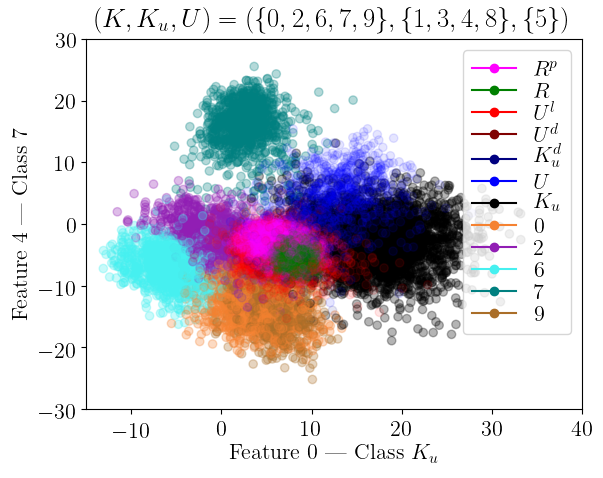 (K, K_u, U) = ({0, 2, 6, 7, 9}, {1, 3, 4, 8}, {5})
Feature 4 — Class 7
30
20
10
0
−10
−20
−30
R^p
R
U^l
U^d
K_u^d
U
K_u
0
2
6
7
9
−10 0 10 20 30 40
Feature 0 — Class K_u